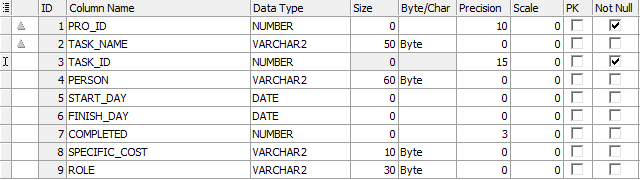 ID Column Name Data Type Size Byte/Char Precision Scale PK Not Null
1 PRO_ID NUMBER 0 10 0
2 TASK_NAME VARCHAR2 50 Byte 0 0
3 TASK_ID NUMBER 0 15 0
4 PERSON VARCHAR2 60 Byte 0 0
5 START_DAY DATE 0 0 0
6 FINISH_DAY DATE 0 0 0
7 COMPLETED NUMBER 0 3 0
8 SPECIFIC_COST VARCHAR2 10 Byte 0 0
9 ROLE VARCHAR2 30 Byte 0 0